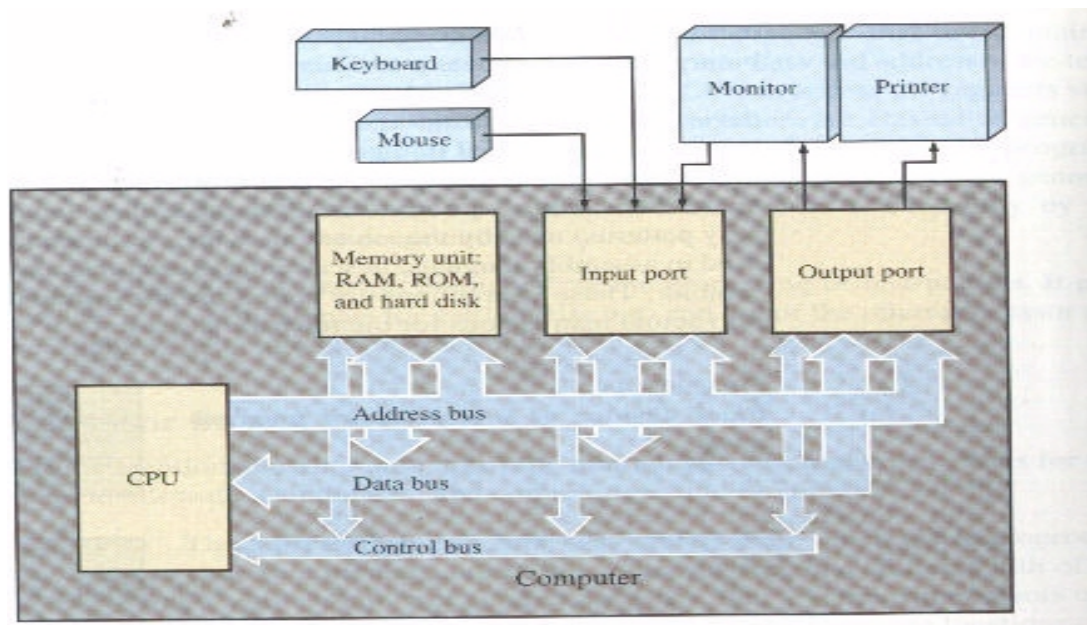 Keyboard
Mouse
Monitor
Printer
Memory unit:
RAM, ROM,
and hard disk
Input port
Output port
CPU
Address bus
Data bus
Control bus
Computer